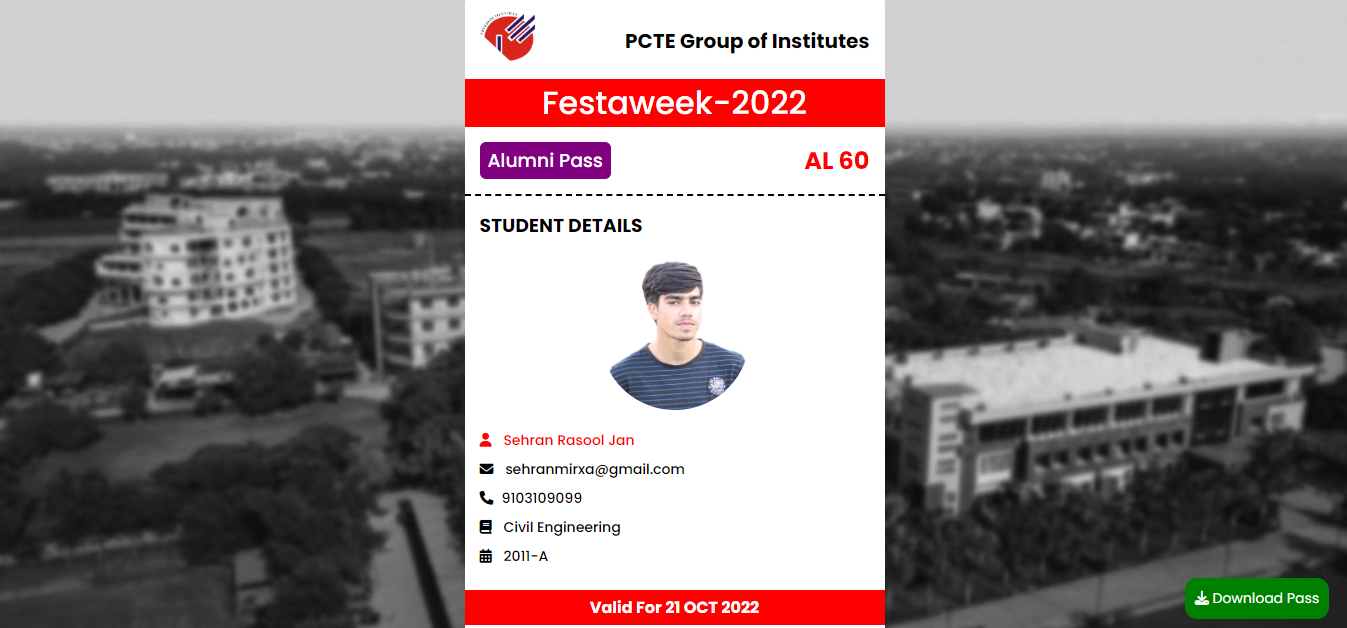 PCTE Group of Institutes
Festaweek-2022
Alumni Pass
AL 60
STUDENT DETAILS
Sehran Rasool Jan
sehranmirxa@gmail.com
9103109099
Civil Engineering
2011-A
Valid For 21 OCT 2022
Download Pass